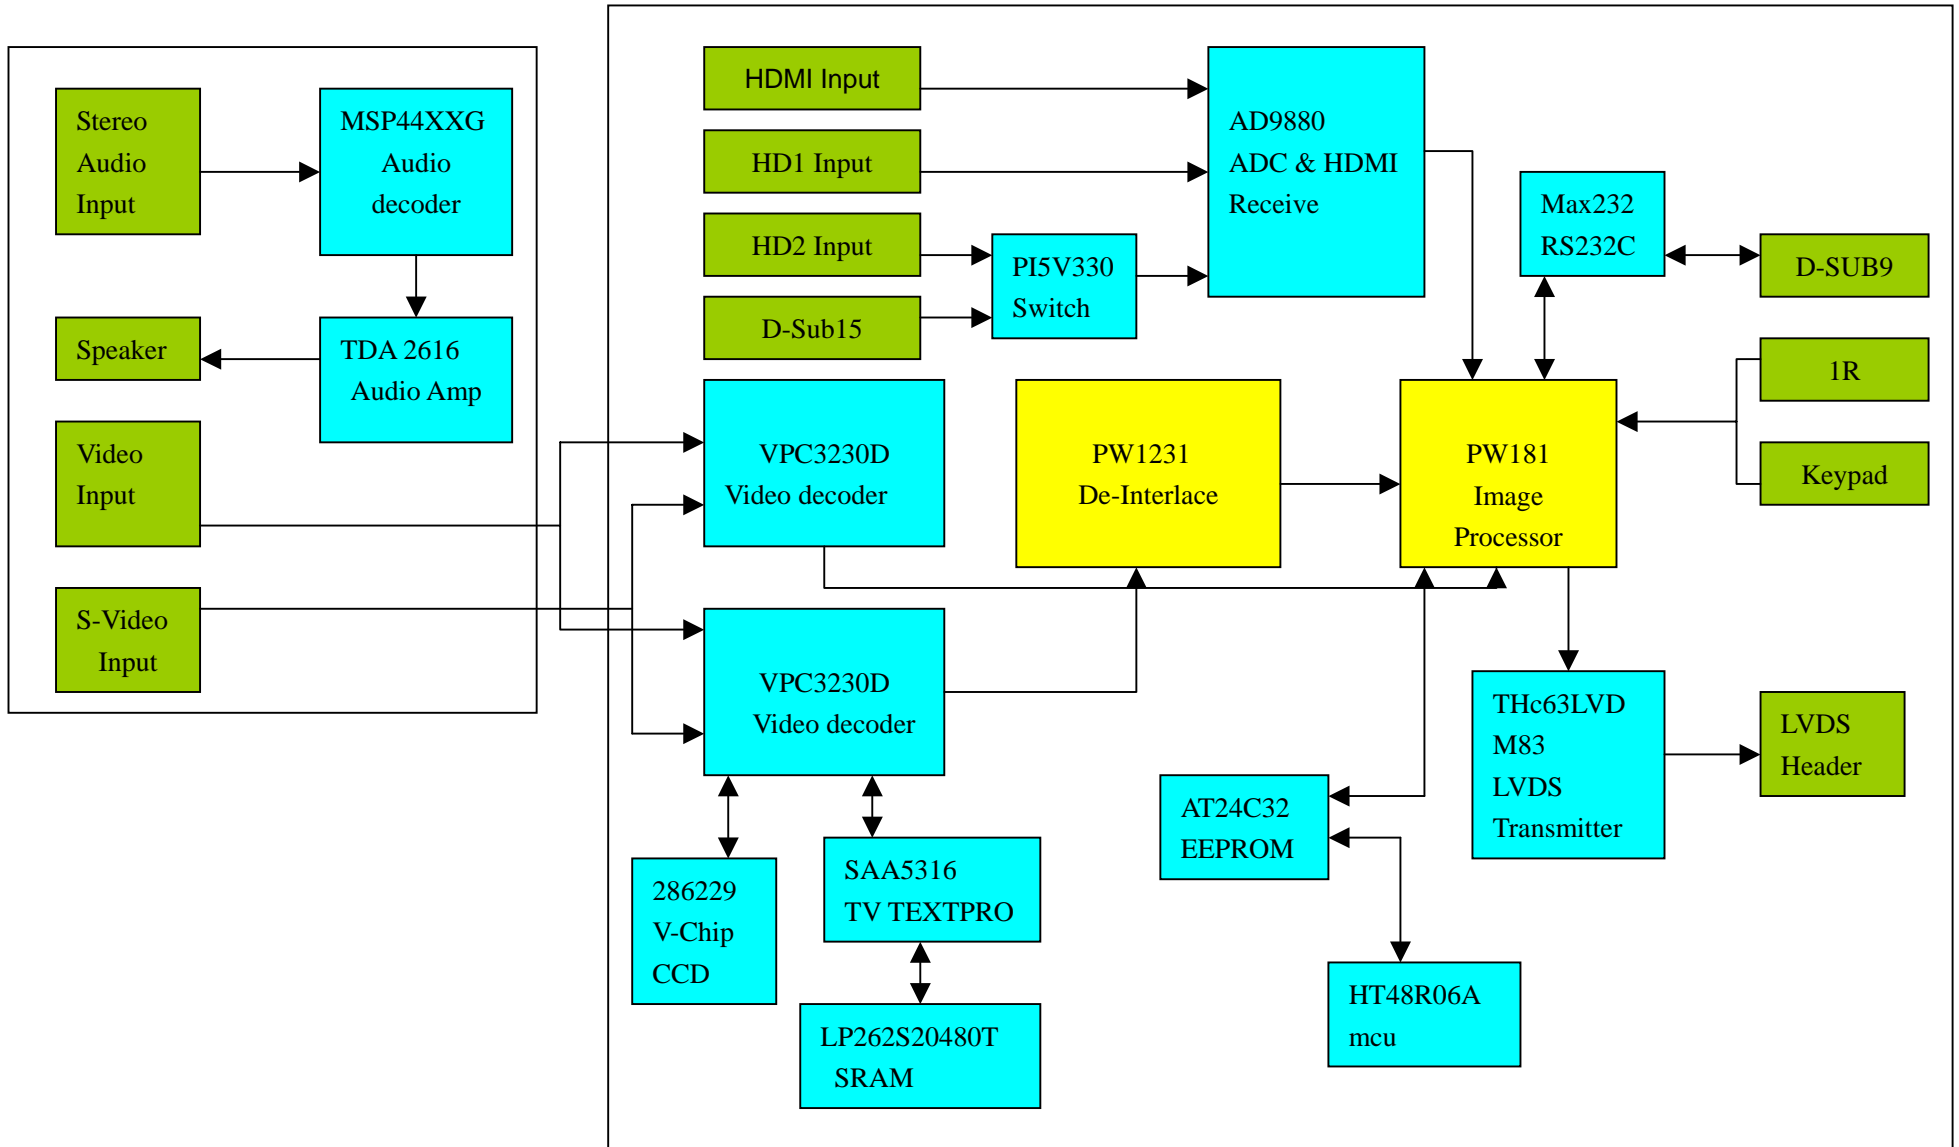 Stereo
Audio
Input
MSP44XXG
Audio
decoder
Speaker
TDA 2616
Audio Amp
Video
Input
S-Video
Input
HDMI Input
HD1 Input
HD2 Input
D-Sub15
PI5V330
Switch
AD9880
ADC & HDMI
Receive
Max232
RS232C
D-SUB9
1R
Keypad
VPC3230D
Video decoder
PW1231
De-Interlace
PW181
Image
Processor
VPC3230D
Video decoder
THc63LVD
M83
LVDS
Transmitter
LVDS
Header
AT24C32
EEPROM
286229
V-Chip
CCD
SAA5316
TV TEXTPRO
LP262S20480T
SRAM
HT48R06A
mcu